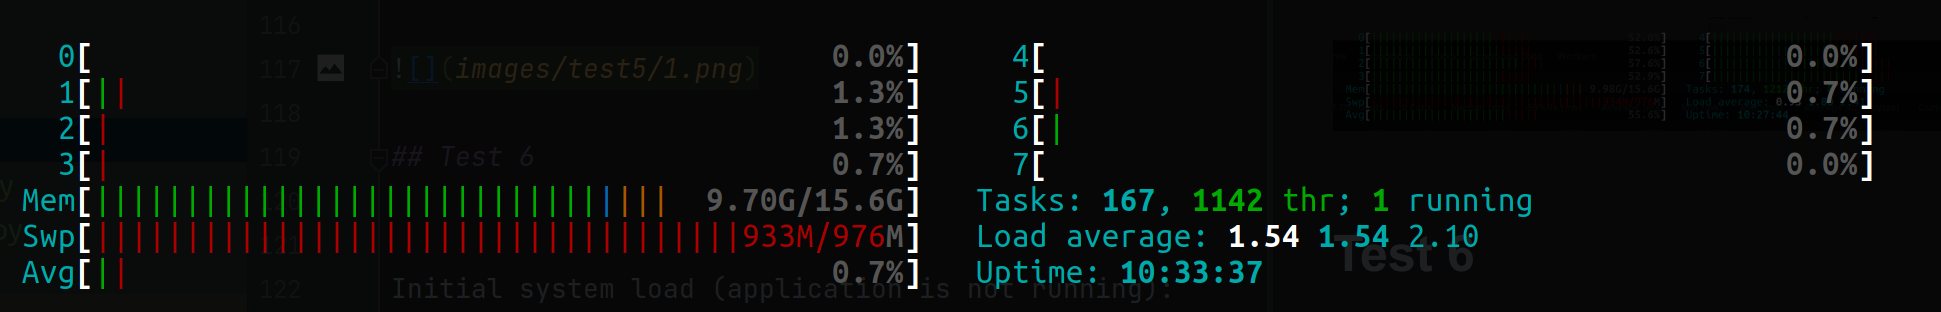 116
117 ![](images/test5/1.png)
118
119 ## Test 6
122 Initial system load (application is not running):
0[ 0.0%]
1[|| 1.3%]
2[| 1.3%]
3[| 0.7%]
Mem[|||||||||||||||||||||||||||||||| 9.70G/15.6G]
Swp[||||||||||||||||||||||||||||||||||||933M/976M]
Avg[|| 0.7%]
4[ 0.0%]
5[| 0.7%]
6[| 0.7%]
7[ 0.0%]
Tasks: 167, 1142 thr; 1 running
Load average: 1.54 1.54 2.10
Uptime: 10:33:37
Test 6